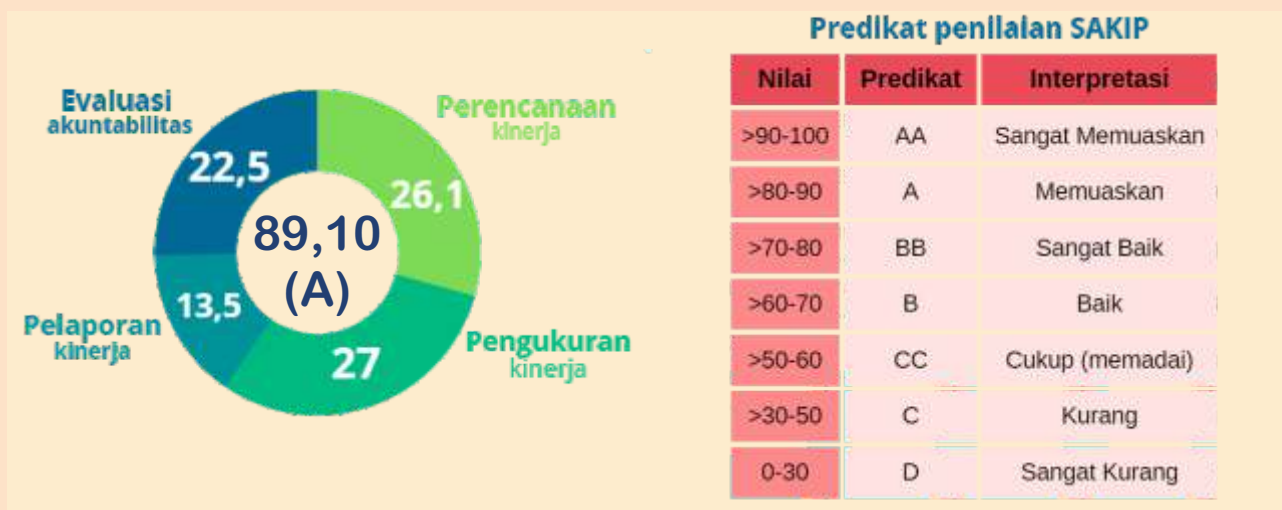 Evaluasi
akuntabilitas
22,5
Perencanaan
kinerja
26,1
89,10
(A)
Pelaporan
kinerja
13,5
27
Pengukuran
kinerja
Predikat penilaian SAKIP
Nilai Predikat Interpretasi
>90-100 AA Sangat Memuaskan
>80-90 A Memuaskan
>70-80 BB Sangat Baik
>60-70 B Baik
>50-60 CC Cukup (memadai)
>30-50 C Kurang
0-30 D Sangat Kurang